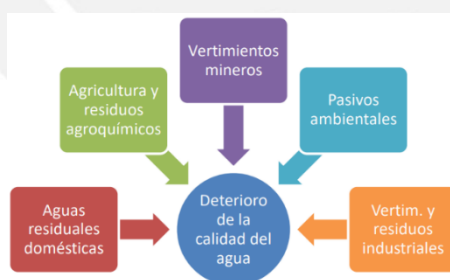 Vertimientos
mineros
Agricultura y
residuos
agroquímicos
Pasivos
ambientales
Aguas
residuales
domésticas
Deterioro
de la
calidad del
agua
Vertim. y
residuos
industriales